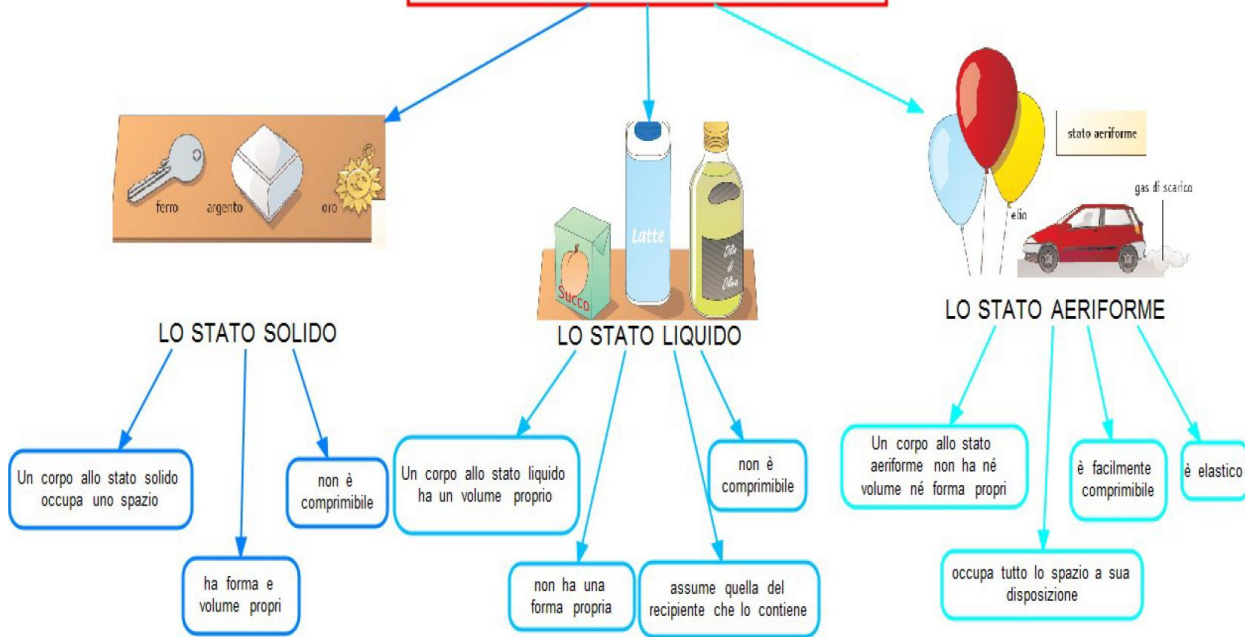 ferro
argento
oro
Succo
Latte
Olio
di
Oliva
stato aeriforme
elio
gas di scarico
LO STATO SOLIDO
LO STATO LIQUIDO
LO STATO AERIFORME
Un corpo allo stato solido
occupa uno spazio
non è
comprimibile
ha forma e
volume propri
Un corpo allo stato liquido
ha un volume proprio
non è
comprimibile
non ha una
forma propria
assume quella del
recipiente che lo contiene
Un corpo allo stato
aeriforme non ha né
volume né forma propri
è facilmente
comprimibile
è elastico
occupa tutto lo spazio a sua
disposizione